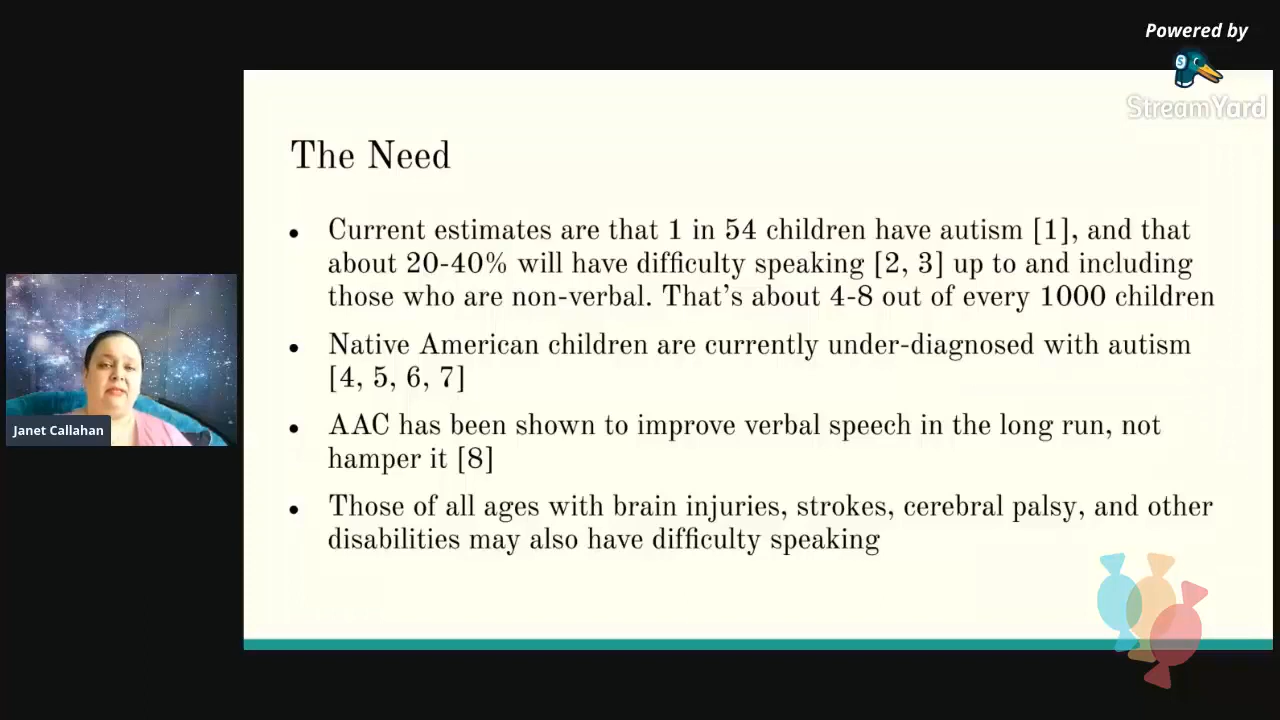 Powered by
StreamYard
The Need
• Current estimates are that 1 in 54 children have autism [1], and that
about 20-40% will have difficulty speaking [2, 3] up to and including
those who are non-verbal. That’s about 4-8 out of every 1000 children
• Native American children are currently under-diagnosed with autism
[4, 5, 6, 7]
• AAC has been shown to improve verbal speech in the long run, not
hamper it [8]
• Those of all ages with brain injuries, strokes, cerebral palsy, and other
disabilities may also have difficulty speaking
Janet Callahan